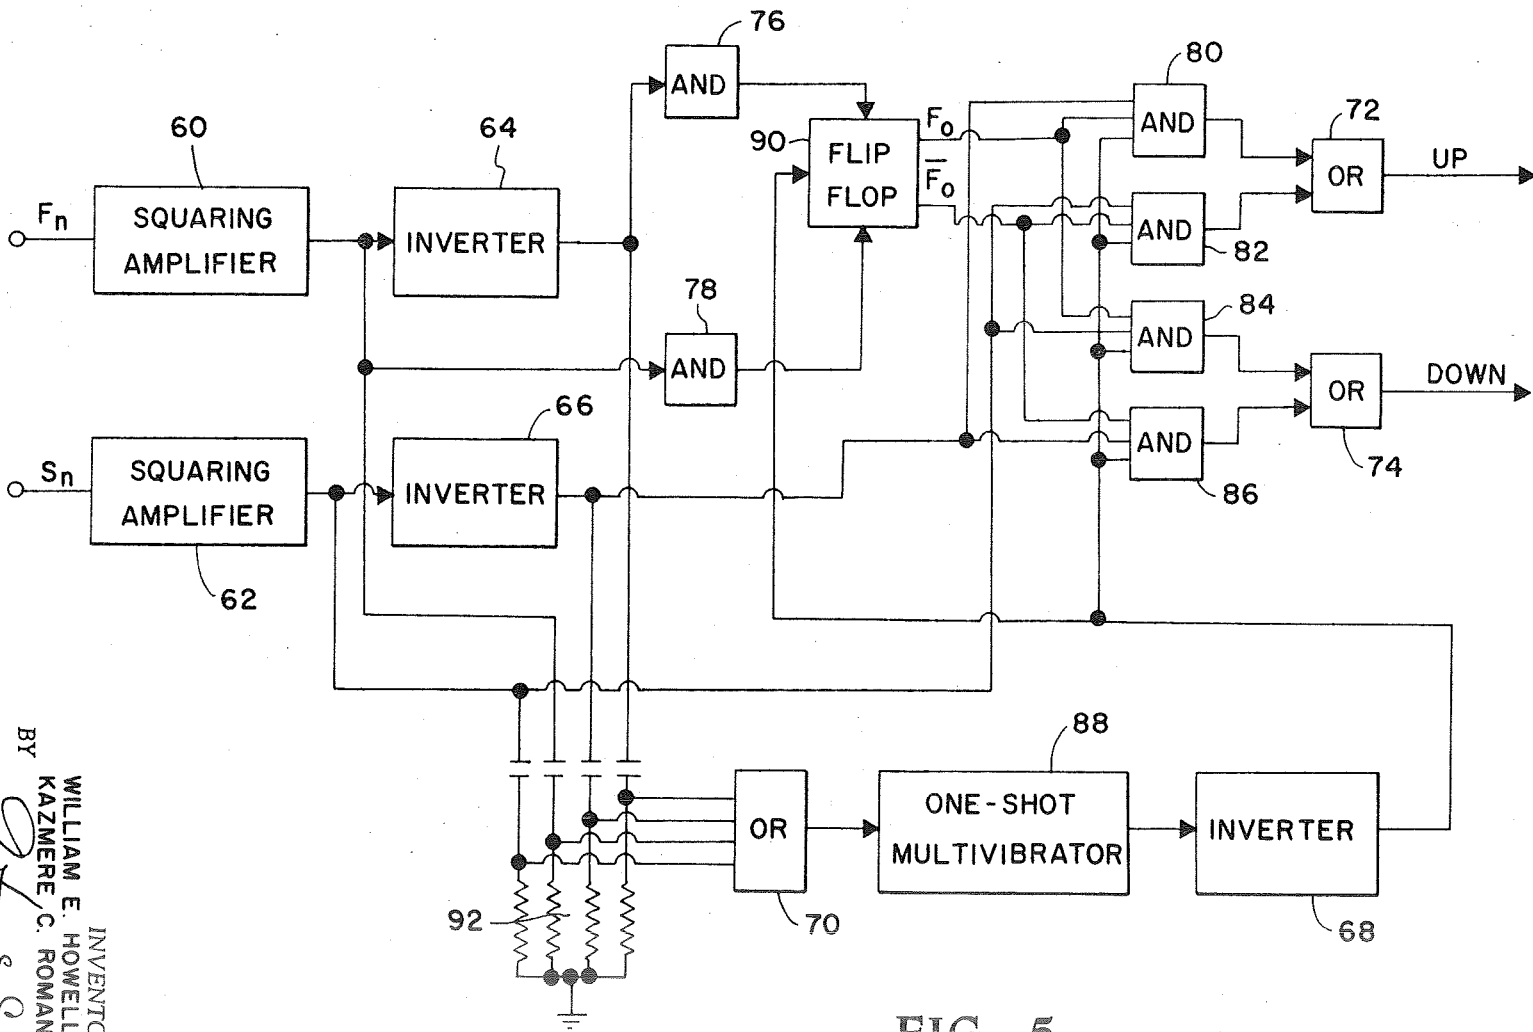 76
AND
80
AND
60
64
90
FLIP
FLOP
F₀
F̅₀
72
OR
UP
Fn
SQUARING
AMPLIFIER
INVERTER
AND
82
78
AND
84
AND
OR
DOWN
66
74
Sn
SQUARING
AMPLIFIER
INVERTER
AND
86
62
88
OR
ONE-SHOT
MULTIVIBRATOR
INVERTER
92
70
68
BY
WILLIAM E. HOWELL
KAZMERE C. ROMAN